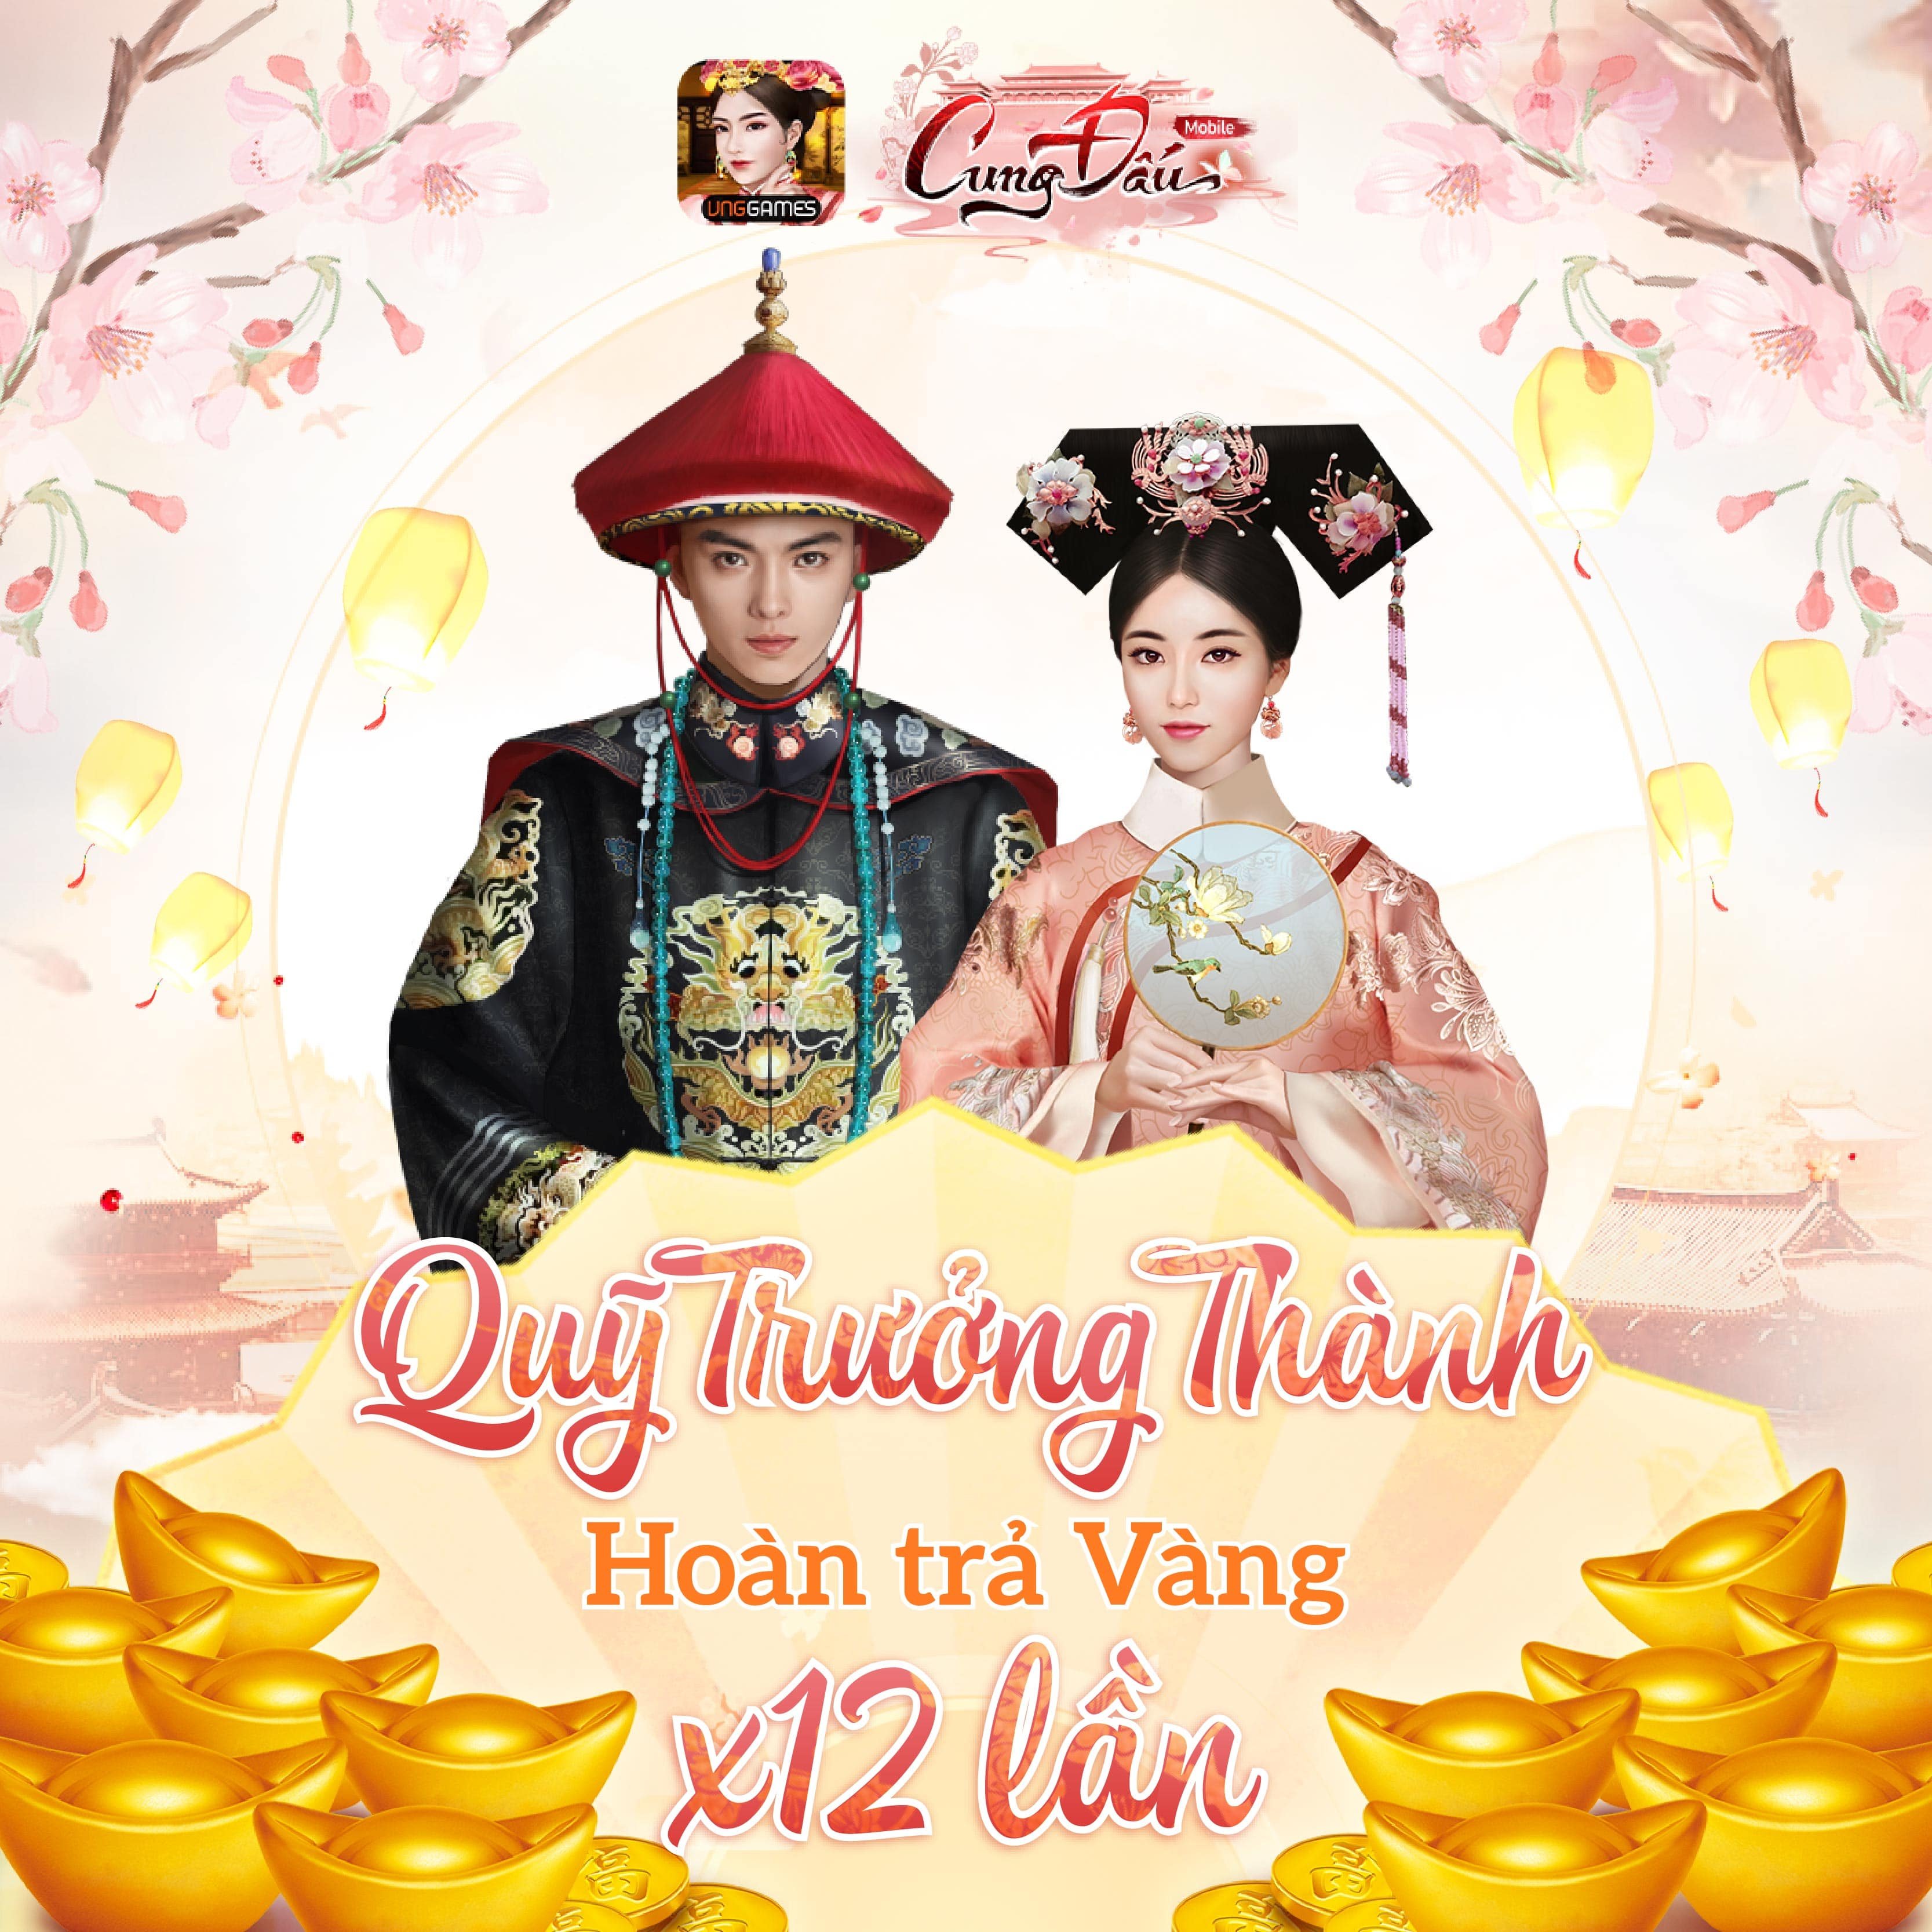 VNGGAMES
Cung Đấu Mobile
Quỹ Trưởng Thành
Hoàn trả Vàng
x12 lần